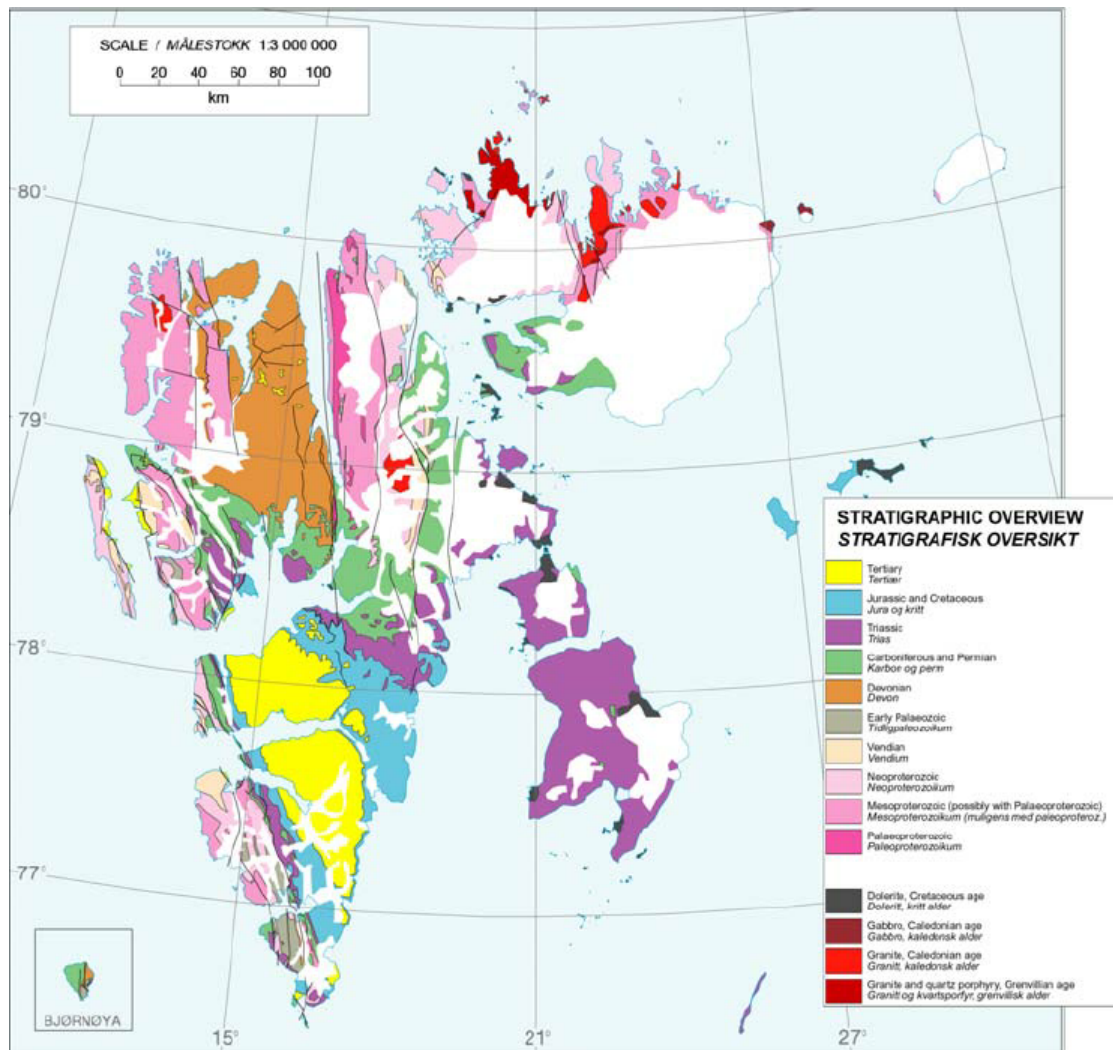 SCALE / MÅLESTOKK 1:3 000 000
0 20 40 60 80 100
km
80°
79°
78°
77°
15°
21°
27°
BJØRNØYA
STRATIGRAPHIC OVERVIEW
STRATIGRAFISK OVERSIKT
Tertiary
Tertiær
Jurassic and Cretaceous
Jura og kritt
Triassic
Trias
Carboniferous and Permian
Karbon og perm
Devonian
Devon
Early Palaeozoic
Tidligpaleozoikum
Vendian
Vendium
Neoproterozoic
Neoproterozoikum
Mesoproterozoic (possibly with Palaeoproterozoic)
Mesoproterozoikum (muligens med paleoproteroz.)
Palaeoproterozoic
Paleoproterozoikum
Dolerite, Cretaceous age
Doleritt, kritt alder
Gabbro, Caledonian age
Gabbro, kaledonsk alder
Granite, Caledonian age
Granitt, kaledonsk alder
Granite and quartz porphyry, Grenvillian age
Granitt og kvartsporfyr, grenvillisk alder